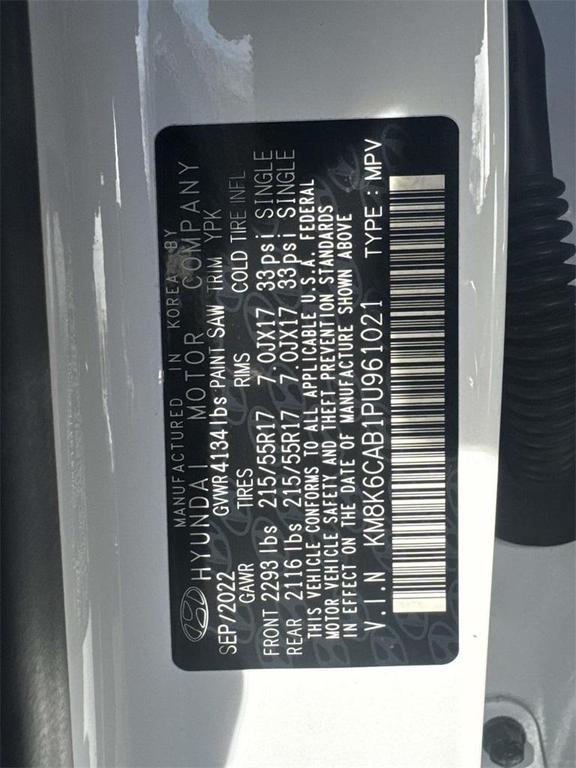 MANUFACTURED IN KOREA BY
HYUNDAI MOTOR COMPANY
SEP/2022 GVWR 4134 lbs PAINT SAW TRIM YPK
GAWR TIRES RIMS COLD TIRE INFL
FRONT 2293 lbs 215/55R17 7.0JX17 33psi SINGLE
REAR 2116 lbs 215/55R17 7.0JX17 33psi SINGLE
THIS VEHICLE CONFORMS TO ALL APPLICABLE U.S.A. FEDERAL
MOTOR VEHICLE SAFETY AND THEFT PREVENTION STANDARDS
IN EFFECT ON THE DATE OF MANUFACTURE SHOWN ABOVE
V.I.N KM8K6CAB1PU961021 TYPE : MPV